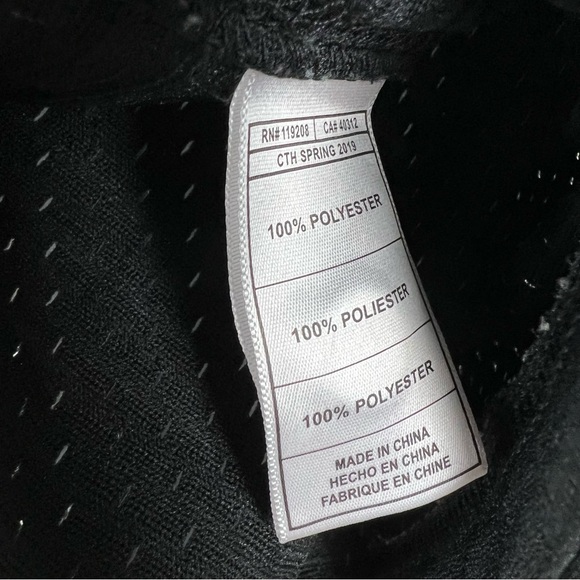 RN# 119208 CA# 40312
CTH SPRING 2019
100% POLYESTER
100% POLIESTER
100% POLYESTER
MADE IN CHINA
HECHO EN CHINA
FABRIQUE EN CHINE